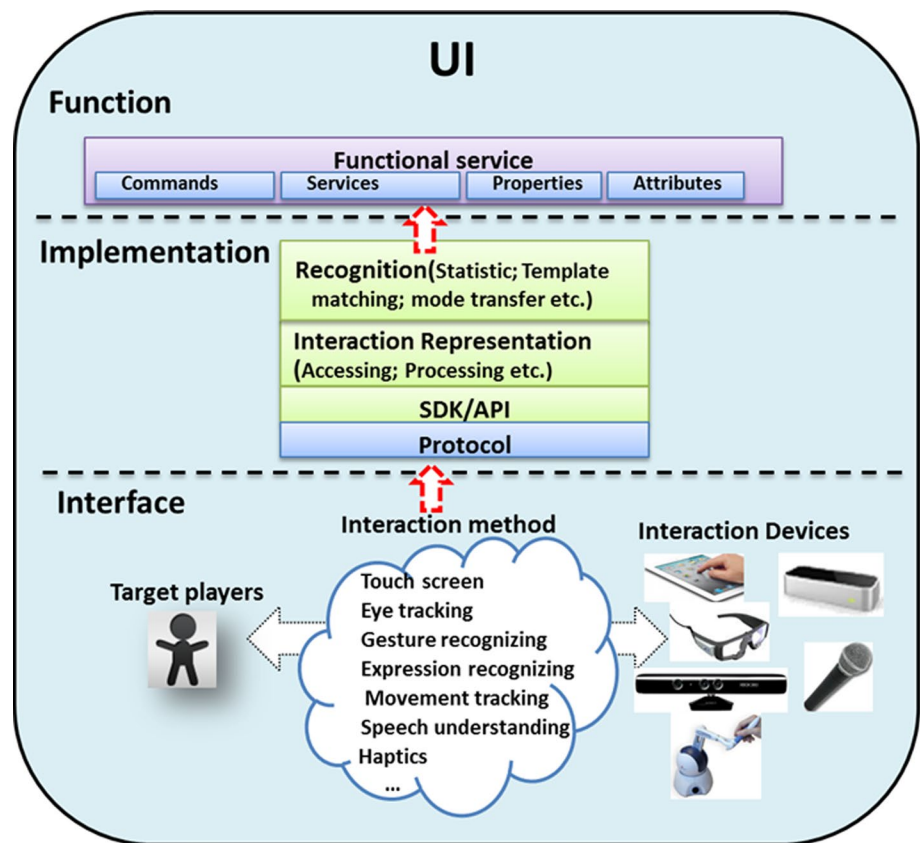 UI
Function
Functional service
Commands
Services
Properties
Attributes
Implementation
Recognition(Statistic; Template
matching; mode transfer etc.)
Interaction Representation
(Accessing; Processing etc.)
SDK/API
Protocol
Interface
Interaction method
Interaction Devices
Target players
Touch screen
Eye tracking
Gesture recognizing
Expression recognizing
Movement tracking
Speech understanding
Haptics
...